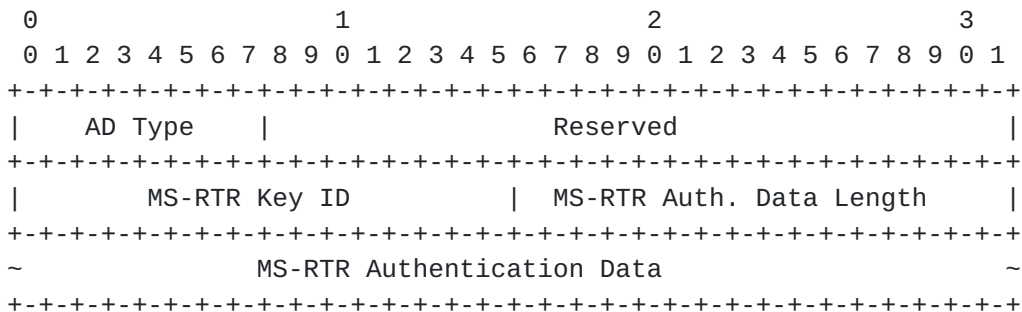 0                   1                   2                   3
 0 1 2 3 4 5 6 7 8 9 0 1 2 3 4 5 6 7 8 9 0 1 2 3 4 5 6 7 8 9 0 1
+-+-+-+-+-+-+-+-+-+-+-+-+-+-+-+-+-+-+-+-+-+-+-+-+-+-+-+-+-+-+-+-+
|    AD Type    |                  Reserved                     |
+-+-+-+-+-+-+-+-+-+-+-+-+-+-+-+-+-+-+-+-+-+-+-+-+-+-+-+-+-+-+-+-+
|        MS-RTR Key ID          |  MS-RTR Auth. Data Length     |
+-+-+-+-+-+-+-+-+-+-+-+-+-+-+-+-+-+-+-+-+-+-+-+-+-+-+-+-+-+-+-+-+
~               MS-RTR Authentication Data                      ~
+-+-+-+-+-+-+-+-+-+-+-+-+-+-+-+-+-+-+-+-+-+-+-+-+-+-+-+-+-+-+-+-+